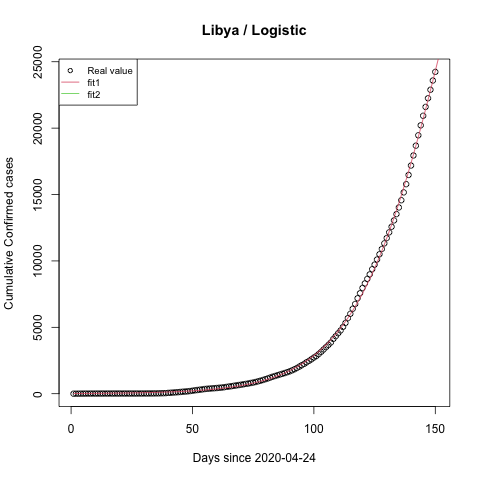 Libya / Logistic
Real value
fit1
fit2
Cumulative Confirmed cases
25000
20000
15000
10000
5000
0
0 50 100 150
Days since 2020-04-24